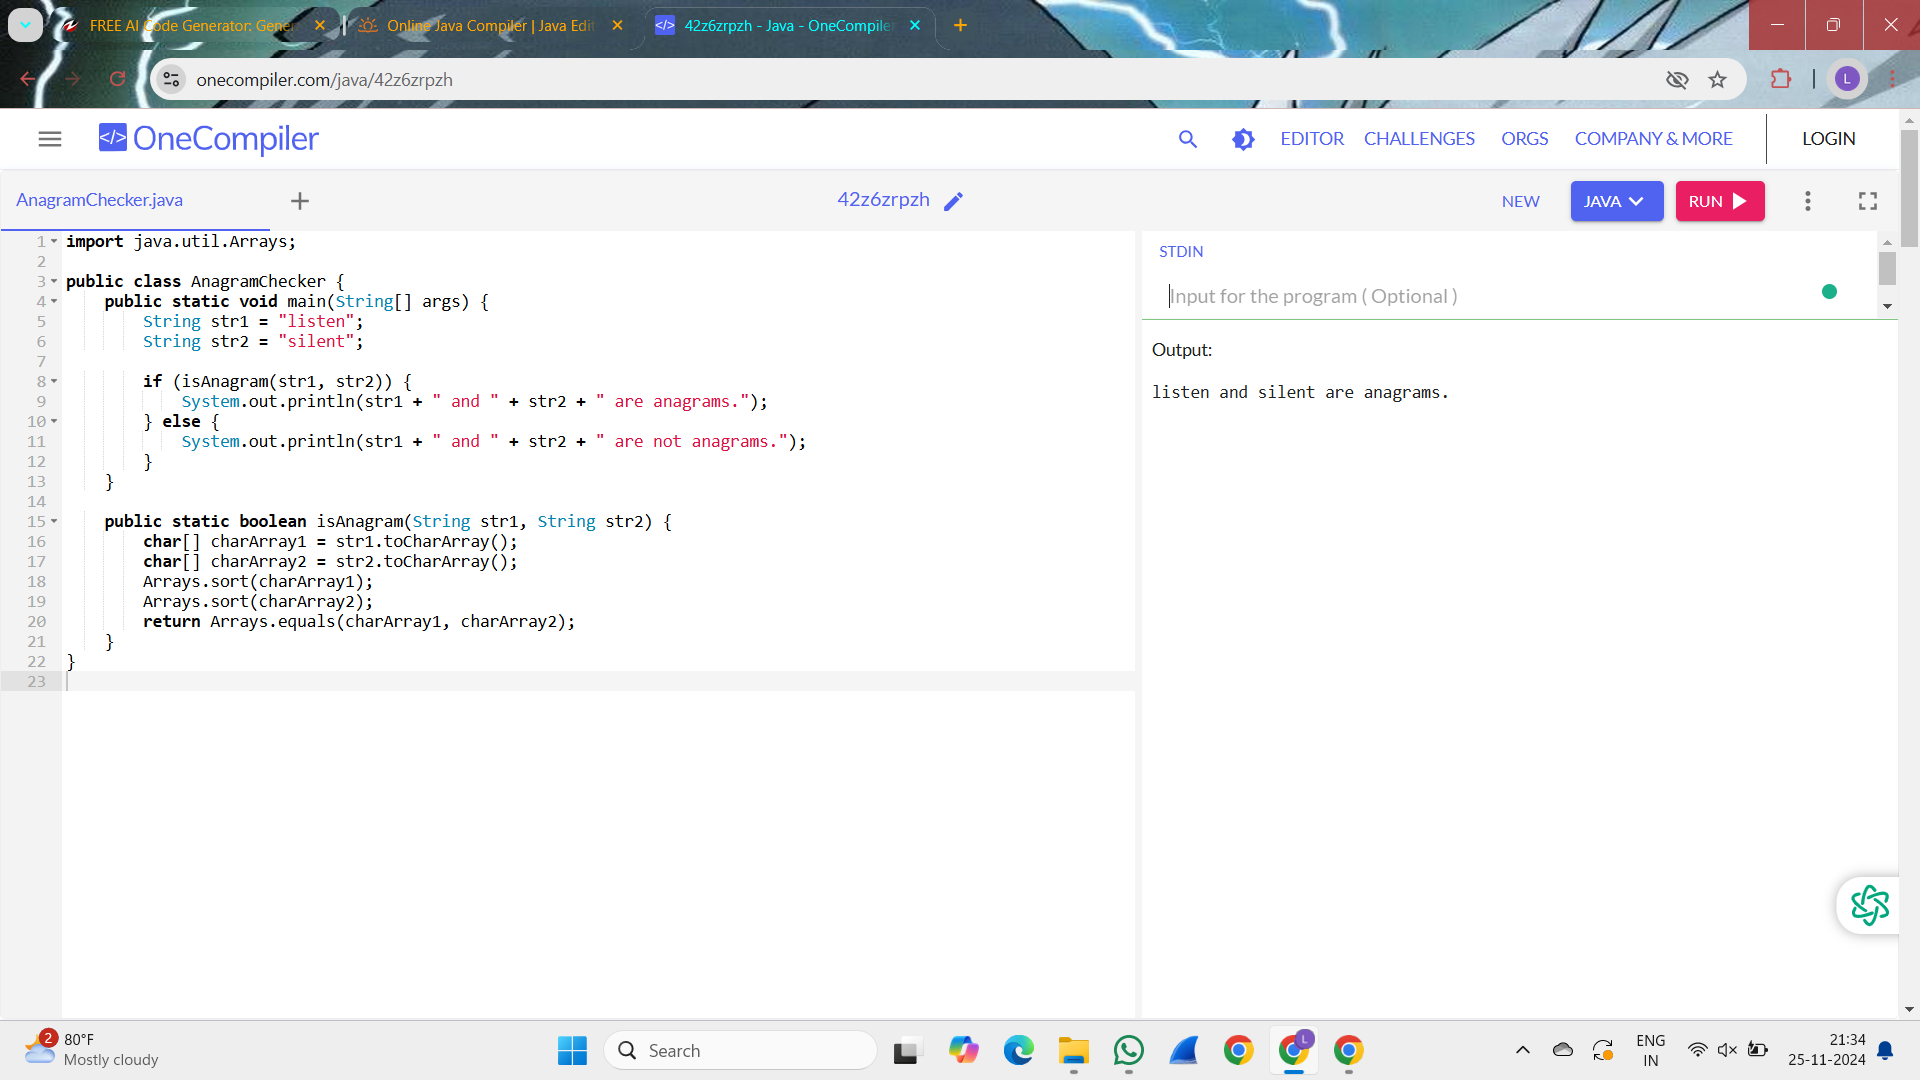 FREE AI Code Generator: Gene
Online Java Compiler | Java Edi
42z6zrpzh - Java - OneCompile
onecompiler.com/java/42z6zrpzh
L
</> OneCompiler
EDITOR
CHALLENGES
ORGS
COMPANY & MORE
LOGIN
AnagramChecker.java
42z6zrpzh
NEW
JAVA
RUN
1 import java.util.Arrays;
2
3 public class AnagramChecker {
4 public static void main(String[] args) {
5 String str1 = "listen";
6 String str2 = "silent";
7
8 if (isAnagram(str1, str2)) {
9 System.out.println(str1 + " and " + str2 + " are anagrams.");
10 } else {
11 System.out.println(str1 + " and " + str2 + " are not anagrams.");
12 }
13 }
14
15 public static boolean isAnagram(String str1, String str2) {
16 char[] charArray1 = str1.toCharArray();
17 char[] charArray2 = str2.toCharArray();
18 Arrays.sort(charArray1);
19 Arrays.sort(charArray2);
20 return Arrays.equals(charArray1, charArray2);
21 }
22 }
23
STDIN
Input for the program ( Optional )
Output:
listen and silent are anagrams.
2
80°F
Mostly cloudy
Search
L
ENG
IN
21:34
25-11-2024